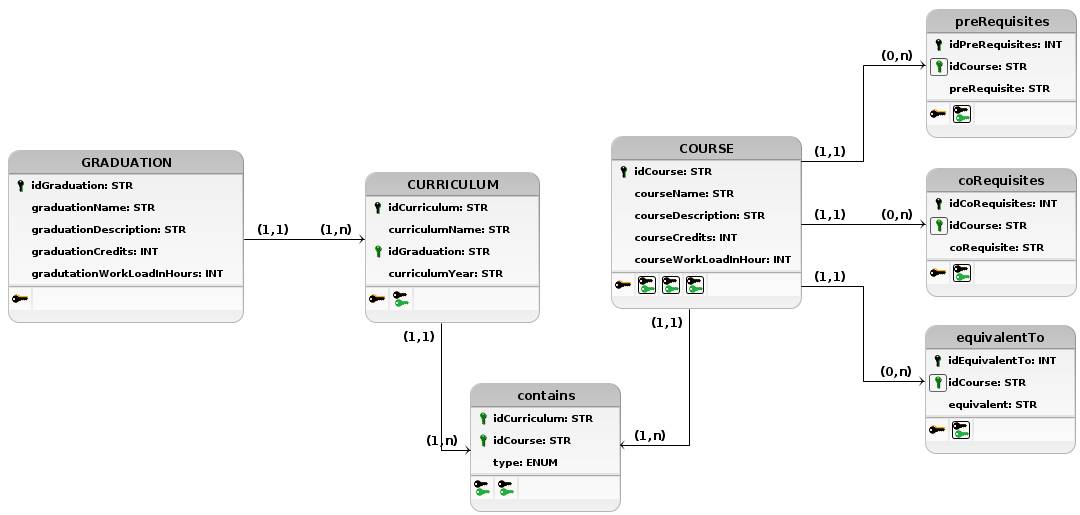 GRADUATION
idGraduation: STR
graduationName: STR
graduationDescription: STR
graduationCredits: INT
gradutationWorkLoadInHours: INT
(1,1)
(1,n)
CURRICULUM
idCurriculum: STR
curriculumName: STR
idGraduation: STR
curriculumYear: STR
(1,1)
(1,n)
contains
idCurriculum: STR
idCourse: STR
type: ENUM
(1,1)
(1,n)
COURSE
idCourse: STR
courseName: STR
courseDescription: STR
courseCredits: INT
courseWorkLoadInHour: INT
(1,1)
(0,n)
preRequisites
idPreRequisites: INT
idCourse: STR
preRequisite: STR
(1,1)
(0,n)
coRequisites
idCoRequisites: INT
idCourse: STR
coRequisite: STR
(1,1)
(0,n)
equivalentTo
idEquivalentTo: INT
idCourse: STR
equivalent: STR